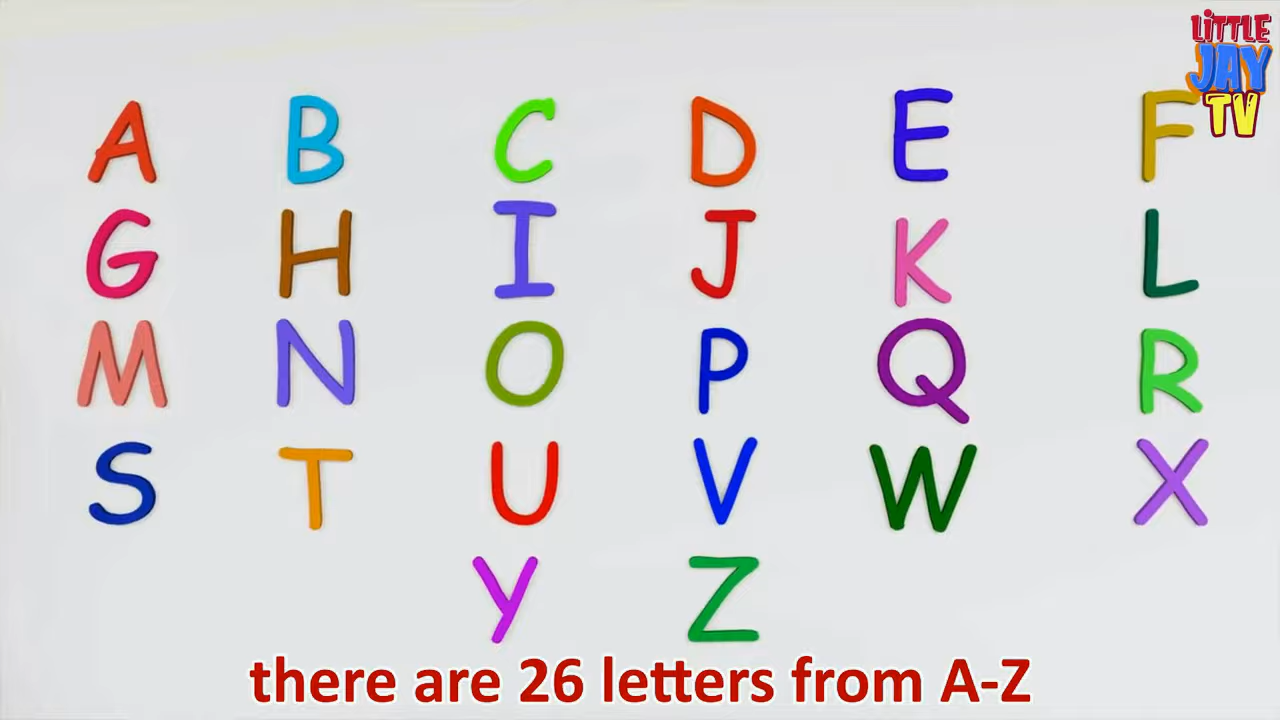 LiTTLE
JAY
TV
A B C D E F
G H I J K L
M N O P Q R
S T U V W X
Y Z
there are 26 letters from A-Z